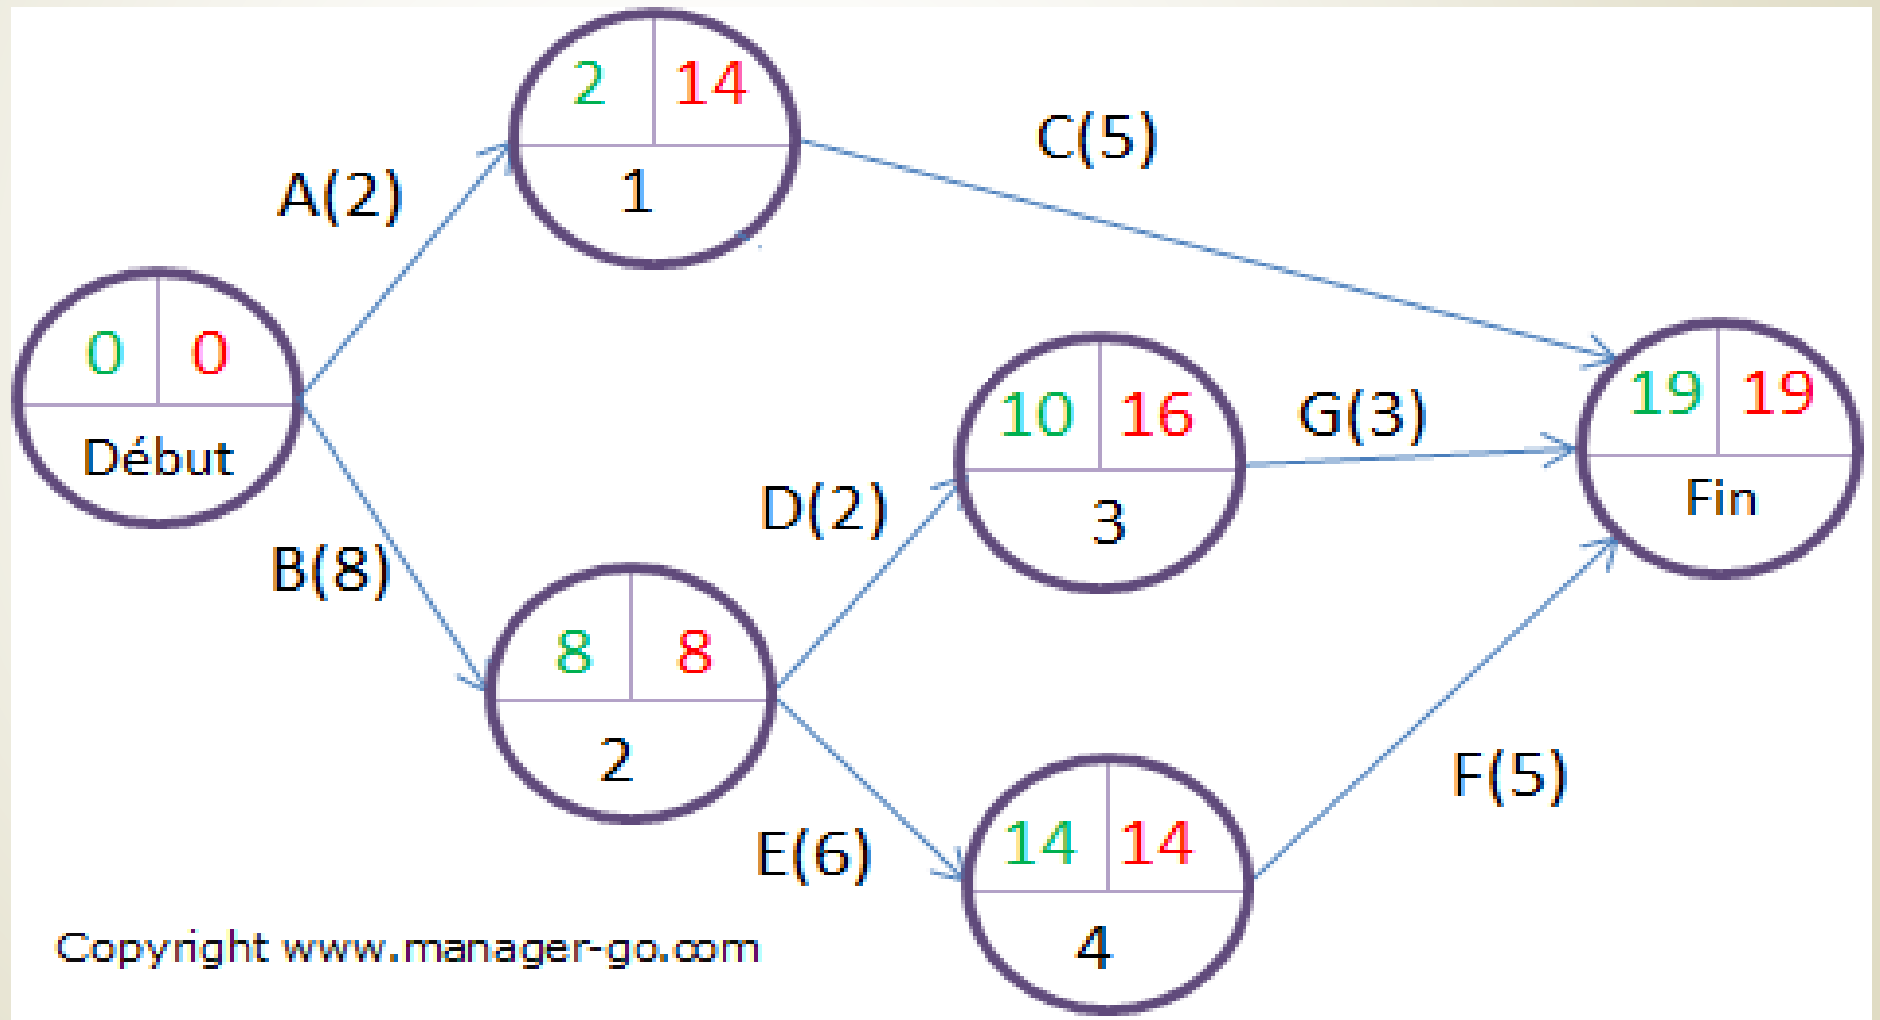 2 14
1
A(2)
C(5)
0 0
Début
B(8)
10 16
3
G(3)
19 19
Fin
D(2)
8 8
2
E(6)
14 14
4
F(5)
Copyright www.manager-go.com